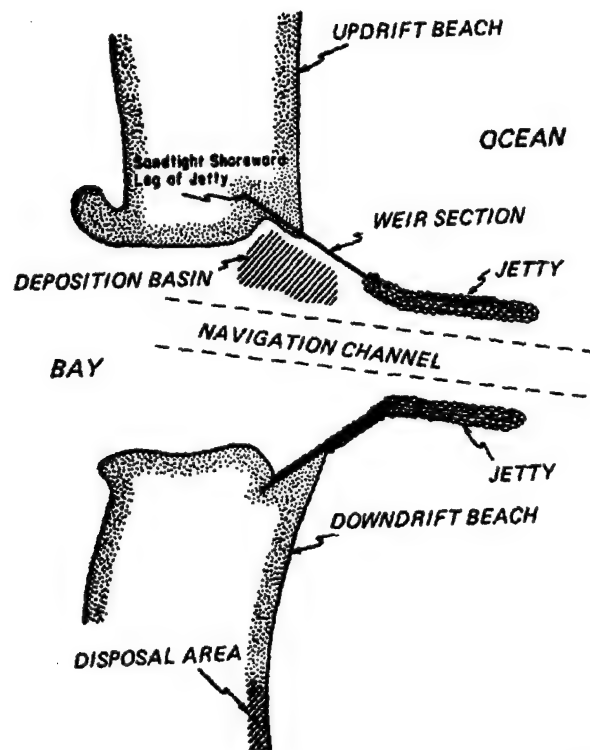 UPDRIFT BEACH
OCEAN
Sandtight Shoreward
Leg of Jetty
WEIR SECTION
DEPOSITION BASIN
JETTY
NAVIGATION CHANNEL
BAY
JETTY
DOWNDRIFT BEACH
DISPOSAL AREA